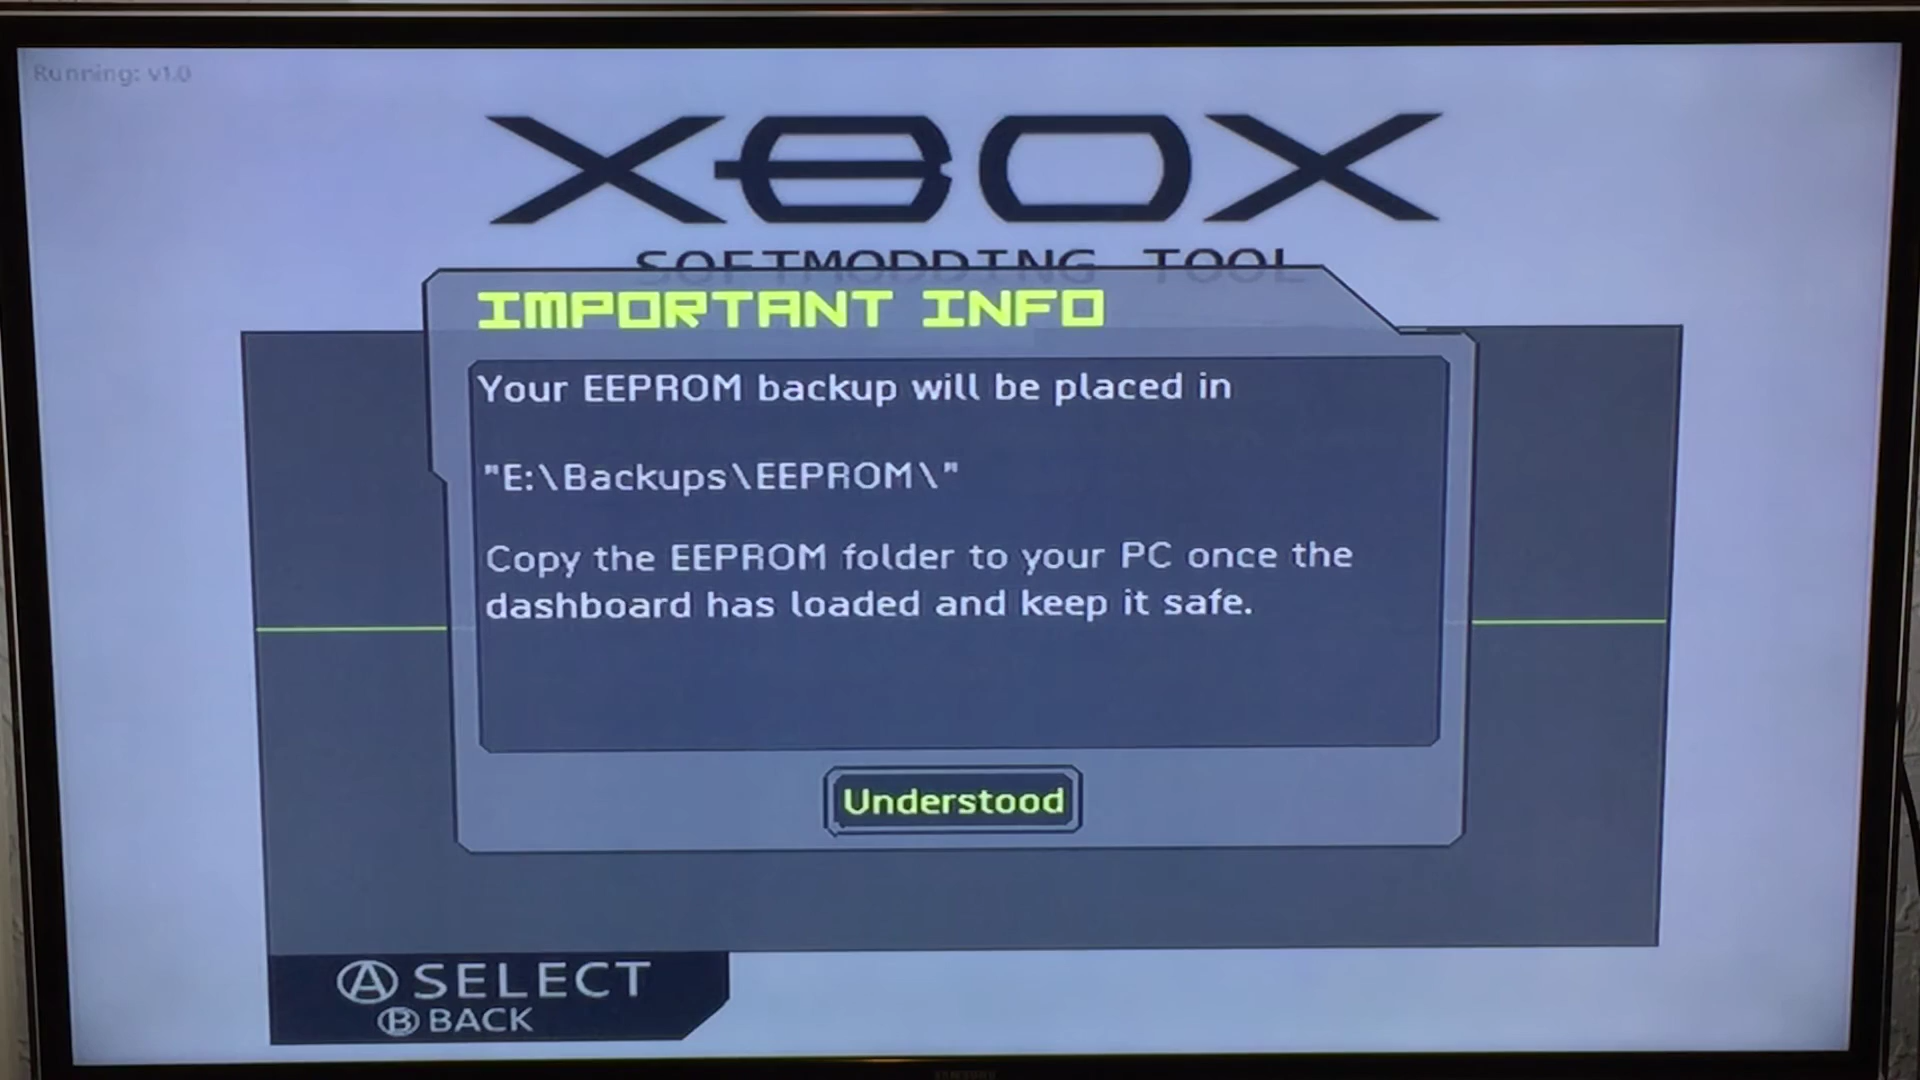 Running: v1.0
XBOX
SOFTMODDING TOOL
IMPORTANT INFO
Your EEPROM backup will be placed in
"E:\Backups\EEPROM\"
Copy the EEPROM folder to your PC once the
dashboard has loaded and keep it safe.
Understood
A SELECT
B BACK
SAMSUNG